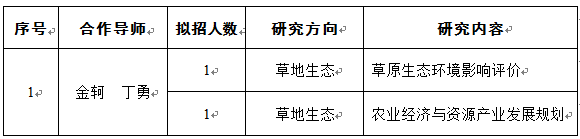 序号 合作导师 拟招人数 研究方向 研究内容
1 金轲 丁勇 1 草地生态 草原生态环境影响评价
1 草地生态 农业经济与资源产业发展规划